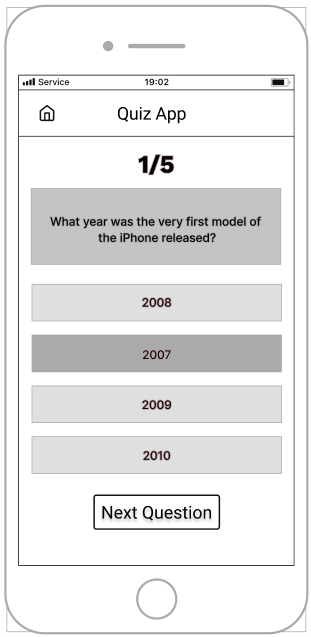 Service
19:02
Quiz App
1/5
What year was the very first model of
the iPhone released?
2008
2007
2009
2010
Next Question